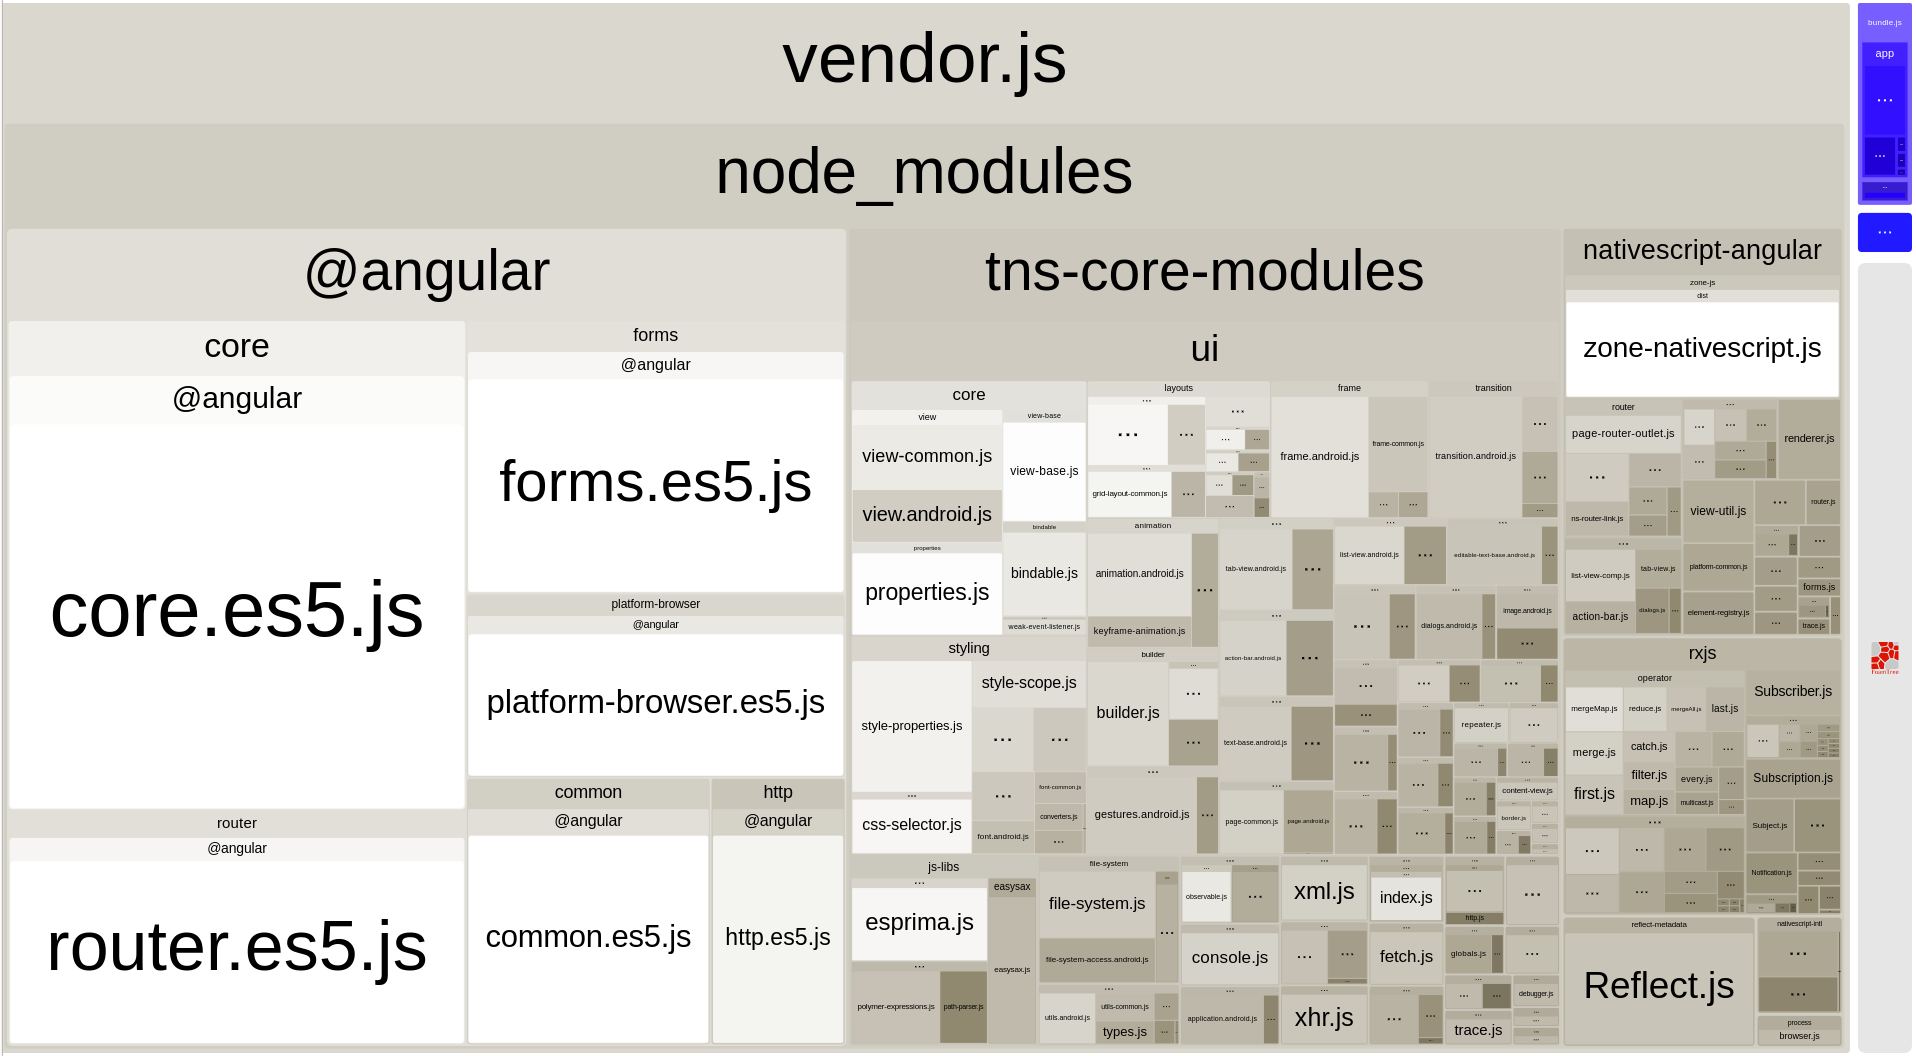 vendor.js
node_modules
@angular
core
@angular
core.es5.js
router
@angular
router.es5.js
forms
@angular
forms.es5.js
platform-browser
@angular
platform-browser.es5.js
common
@angular
common.es5.js
http
@angular
http.es5.js
tns-core-modules
ui
core
view
view-common.js
view.android.js
properties
properties.js
view-base
view-base.js
bindable
bindable.js
weak-event-listener.js
styling
style-properties.js
css-selector.js
style-scope.js
font.android.js
font-common.js
converters.js
layouts
grid-layout-common.js
frame
frame.android.js
frame-common.js
transition
transition.android.js
animation
animation.android.js
keyframe-animation.js
builder
builder.js
gestures.android.js
tab-view.android.js
action-bar.android.js
text-base.android.js
page-common.js
page.android.js
list-view.android.js
editable-text-base.android.js
dialogs.android.js
image.android.js
repeater.js
content-view.js
border.js
js-libs
esprima.js
polymer-expressions.js
path-parser.js
easysax
easysax.js
file-system
file-system.js
file-system-access.android.js
utils.android.js
utils-common.js
types.js
observable.js
console.js
application.android.js
xml.js
xhr.js
index.js
fetch.js
http.js
globals.js
trace.js
debugger.js
nativescript-angular
zone-js
dist
zone-nativescript.js
router
page-router-outlet.js
ns-router-link.js
list-view-comp.js
action-bar.js
tab-view.js
dialogs.js
renderer.js
view-util.js
router.js
platform-common.js
element-registry.js
forms.js
trace.js
rxjs
operator
mergeMap.js
reduce.js
mergeAll.js
last.js
merge.js
catch.js
filter.js
every.js
first.js
map.js
multicast.js
Subscriber.js
Subscription.js
Subject.js
Notification.js
reflect-metadata
Reflect.js
nativescript-intl
process
browser.js
bundle.js
app
FoamTree